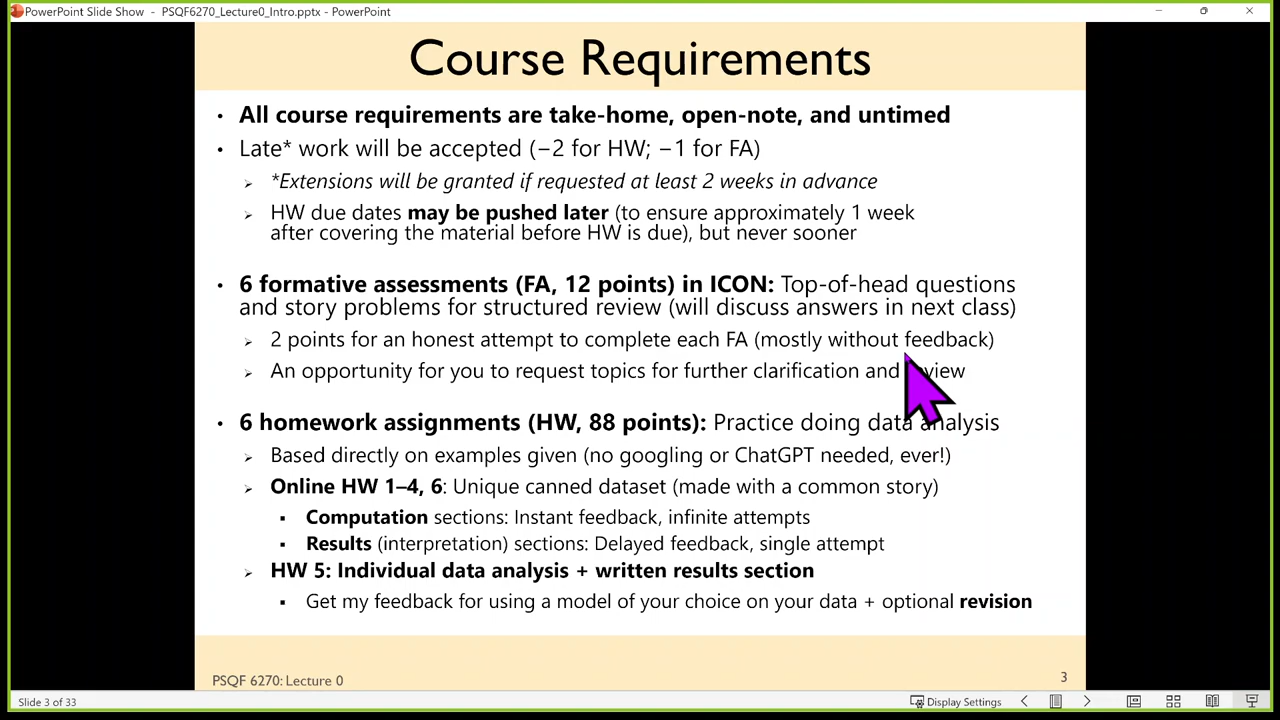 PowerPoint Slide Show - PSQF6270_Lecture0_Intro.pptx - PowerPoint
Course Requirements
• All course requirements are take-home, open-note, and untimed
• Late* work will be accepted (−2 for HW; −1 for FA)
➢ *Extensions will be granted if requested at least 2 weeks in advance
➢ HW due dates may be pushed later (to ensure approximately 1 week
after covering the material before HW is due), but never sooner
• 6 formative assessments (FA, 12 points) in ICON: Top-of-head questions
and story problems for structured review (will discuss answers in next class)
➢ 2 points for an honest attempt to complete each FA (mostly without feedback)
➢ An opportunity for you to request topics for further clarification and review
• 6 homework assignments (HW, 88 points): Practice doing data analysis
➢ Based directly on examples given (no googling or ChatGPT needed, ever!)
➢ Online HW 1–4, 6: Unique canned dataset (made with a common story)
▪ Computation sections: Instant feedback, infinite attempts
▪ Results (interpretation) sections: Delayed feedback, single attempt
➢ HW 5: Individual data analysis + written results section
▪ Get my feedback for using a model of your choice on your data + optional revision
PSQF 6270: Lecture 0
3
Slide 3 of 33
Display Settings